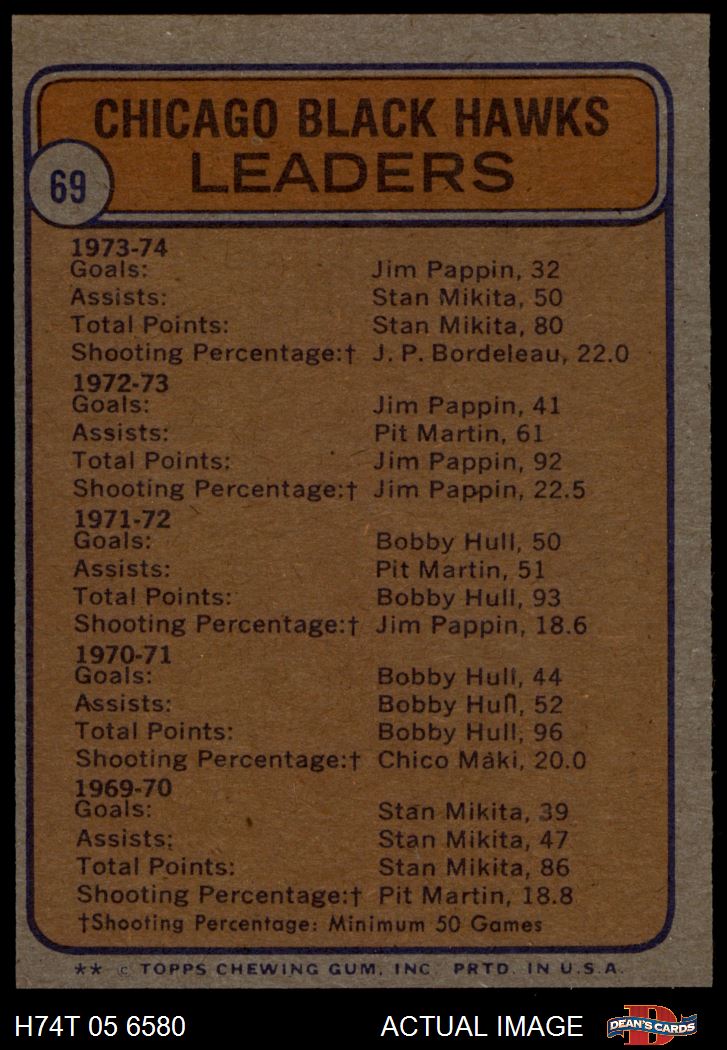 CHICAGO BLACK HAWKS
LEADERS
69
1973-74
Goals: Jim Pappin, 32
Assists: Stan Mikita, 50
Total Points: Stan Mikita, 80
Shooting Percentage:† J. P. Bordeleau, 22.0
1972-73
Goals: Jim Pappin, 41
Assists: Pit Martin, 61
Total Points: Jim Pappin, 92
Shooting Percentage:† Jim Pappin, 22.5
1971-72
Goals: Bobby Hull, 50
Assists: Pit Martin, 51
Total Points: Bobby Hull, 93
Shooting Percentage:† Jim Pappin, 18.6
1970-71
Goals: Bobby Hull, 44
Assists: Bobby Hull, 52
Total Points: Bobby Hull, 96
Shooting Percentage:† Chico Maki, 20.0
1969-70
Goals: Stan Mikita, 39
Assists: Stan Mikita, 47
Total Points: Stan Mikita, 86
Shooting Percentage:† Pit Martin, 18.8
†Shooting Percentage: Minimum 50 Games
** © TOPPS CHEWING GUM, INC. PRTD. IN U.S.A.
H74T 05 6580 ACTUAL IMAGE
D
DEAN'S CARDS